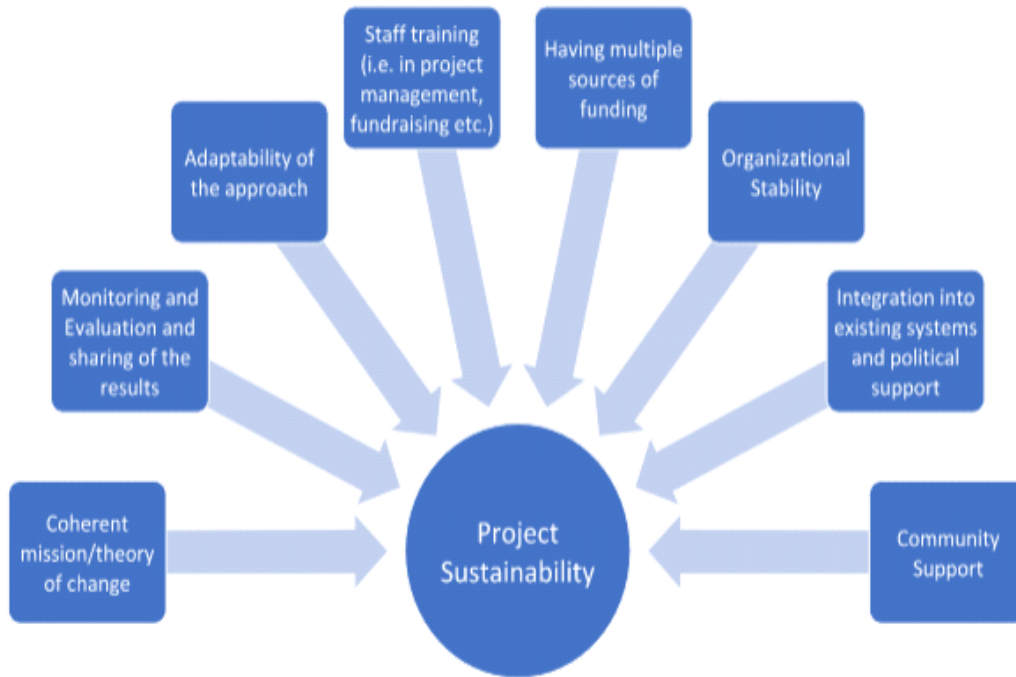 Staff training
(i.e. in project
management,
fundraising etc.)
Having multiple
sources of
funding
Adaptability of
the approach
Organizational
Stability
Monitoring and
Evaluation and
sharing of the
results
Integration into
existing systems
and political
support
Coherent
mission/theory
of change
Project
Sustainability
Community
Support